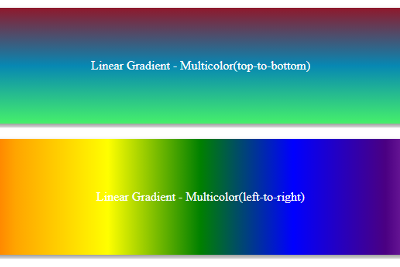 Linear Gradient - Multicolor(top-to-bottom)
Linear Gradient - Multicolor(left-to-right)